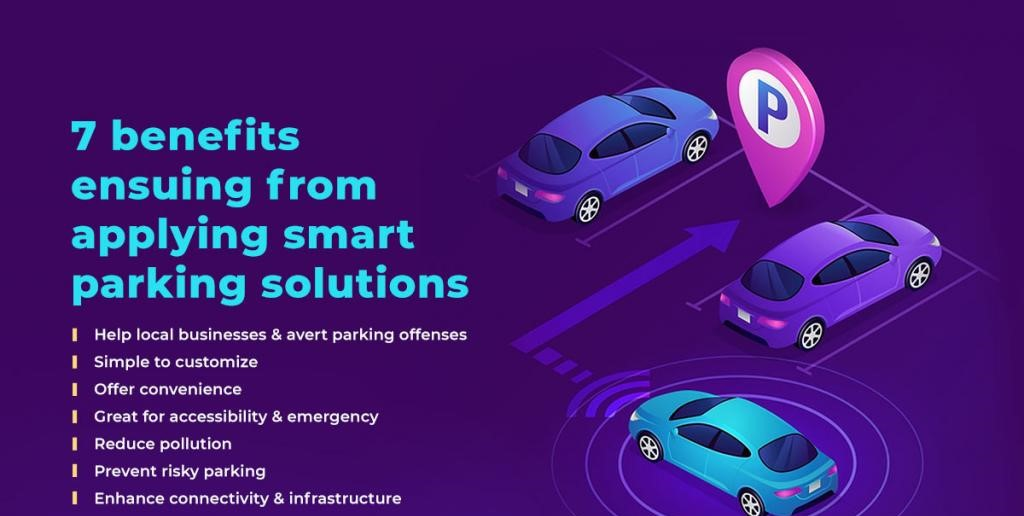 7 benefits
ensuing from
applying smart
parking solutions
Help local businesses & avert parking offenses
Simple to customize
Offer convenience
Great for accessibility & emergency
Reduce pollution
Prevent risky parking
Enhance connectivity & infrastructure
P